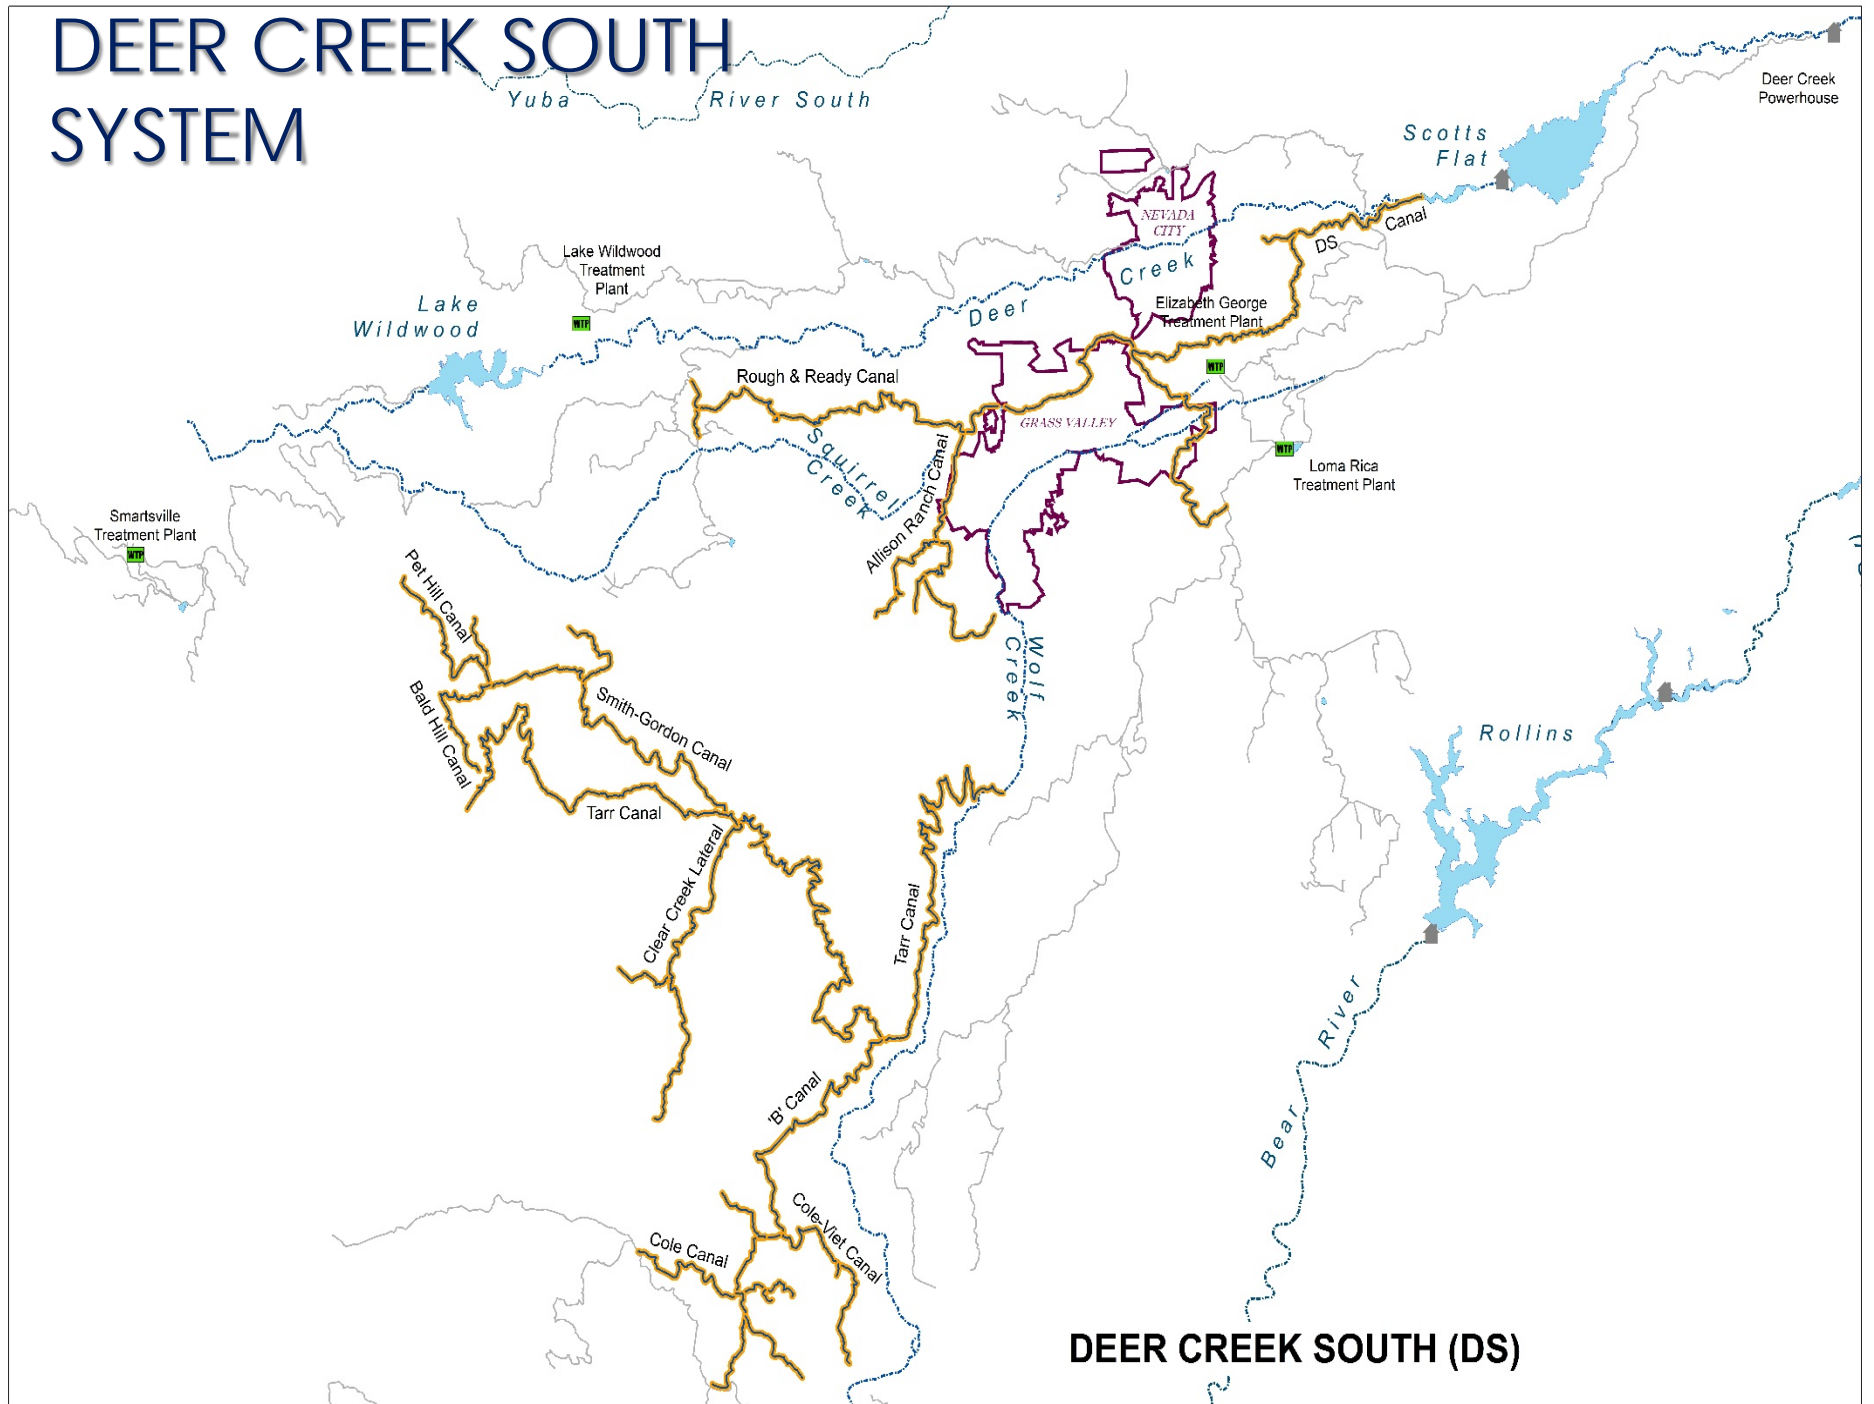 DEER CREEK SOUTH
SYSTEM
Yuba River South
Deer Creek
Powerhouse
Scotts
Flat
NEVADA
CITY
DS Canal
Lake Wildwood
Treatment
Plant
WTP
Lake
Wildwood
Deer Creek
Elizabeth George
Treatment Plant
WTP
Rough & Ready Canal
GRASS VALLEY
Squirrel
Creek
Allison Ranch Canal
WTP
Loma Rica
Treatment Plant
Smartsville
Treatment Plant
WTP
Pet Hill Canal
Wolf
Creek
Bald Hill Canal
Smith-Gordon Canal
Rollins
Tarr Canal
Clear Creek Lateral
Tarr Canal
Bear River
'B' Canal
Cole-Viet Canal
Cole Canal
DEER CREEK SOUTH (DS)